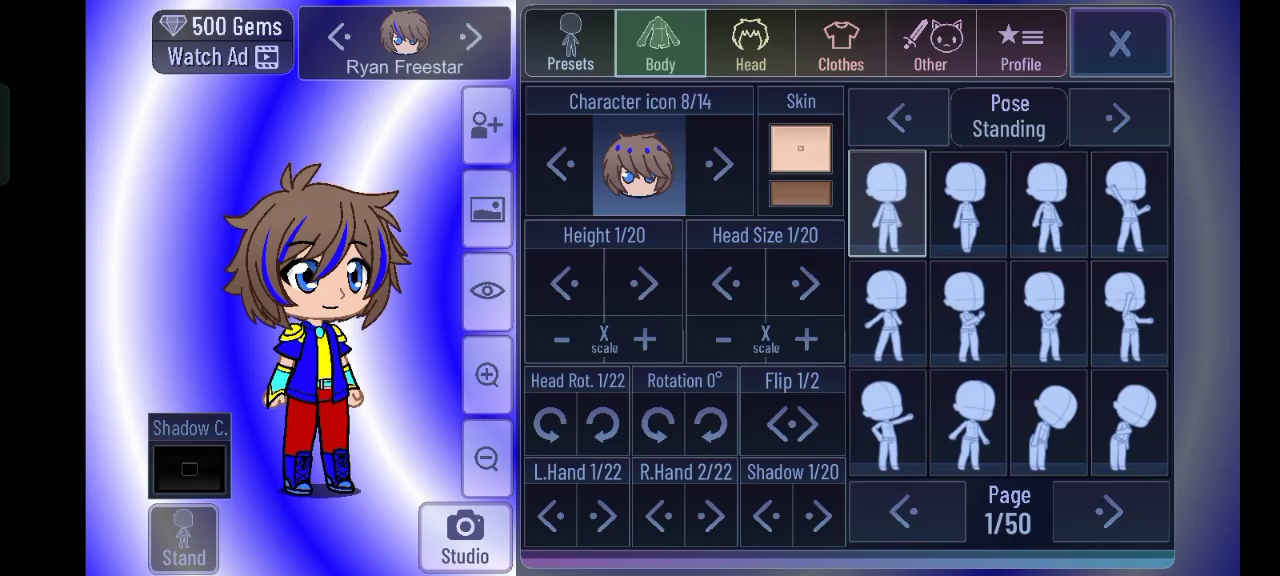 500 Gems
Watch Ad
Ryan Freestar
Presets
Body
Head
Clothes
Other
Profile
X
Character icon 8/14
Skin
Pose
Standing
Height 1/20
Head Size 1/20
X
scale
X
scale
Head Rot. 1/22
Rotation 0°
Flip 1/2
L.Hand 1/22
R.Hand 2/22
Shadow 1/20
Page
1/50
Shadow C.
Stand
Studio